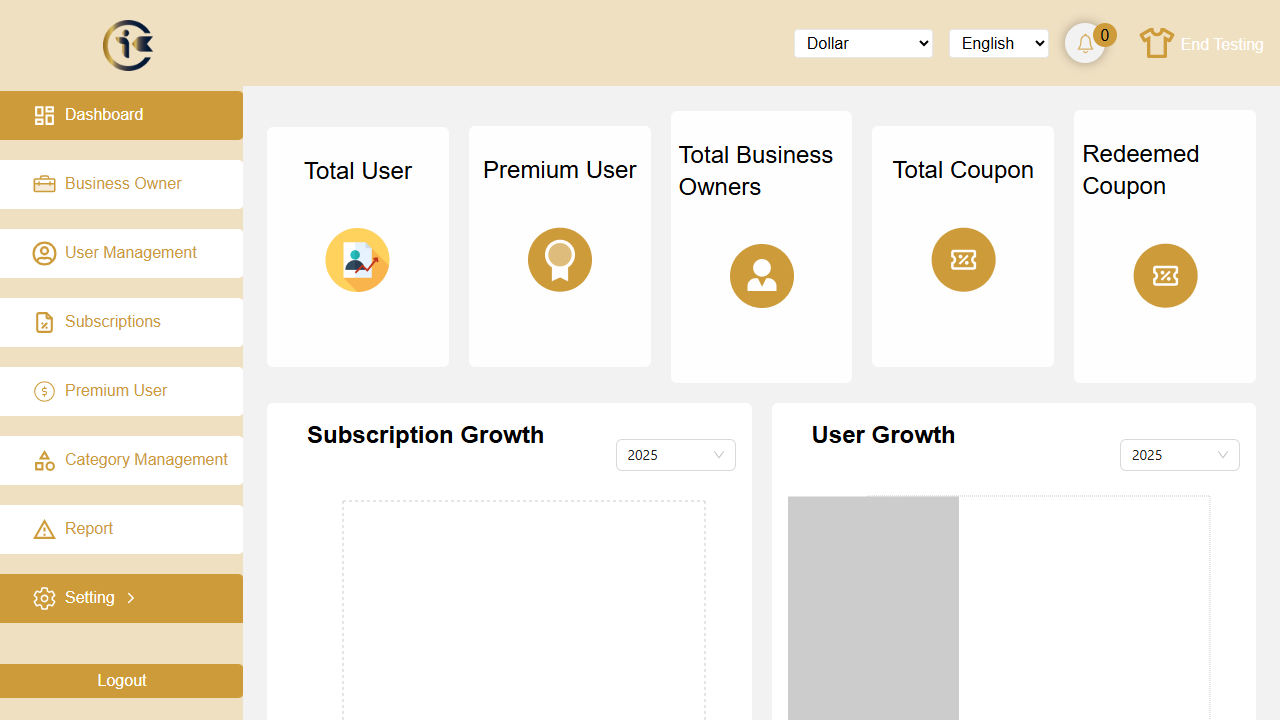 Dollar
English
0
End Testing
Dashboard
Business Owner
User Management
Subscriptions
Premium User
Category Management
Report
Setting
Logout
Total User
Premium User
Total Business
Owners
Total Coupon
Redeemed
Coupon
Subscription Growth
2025
User Growth
2025